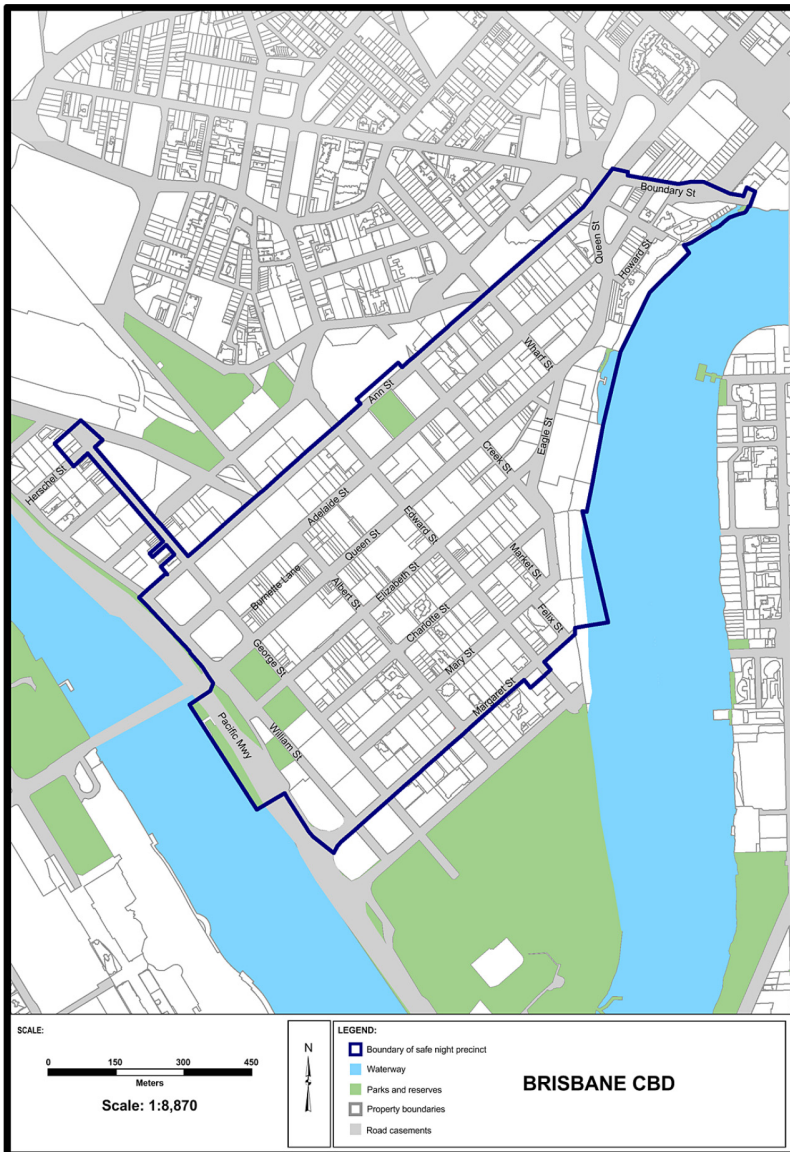 Boundary St
Queen St
Howard St
Wharf St
Ann St
Eagle St
Creek St
Herschel St
Adelaide St
Edward St
Queen St
Market St
Burnette Lane
Elizabeth St
Albert St
Charlotte St
Felix St
George St
Mary St
Margaret St
William St
Pacific Mwy
SCALE:
0 150 300 450
Meters
Scale: 1:8,870
N
LEGEND:
Boundary of safe night precinct
Waterway
Parks and reserves
Property boundaries
Road casements
BRISBANE CBD